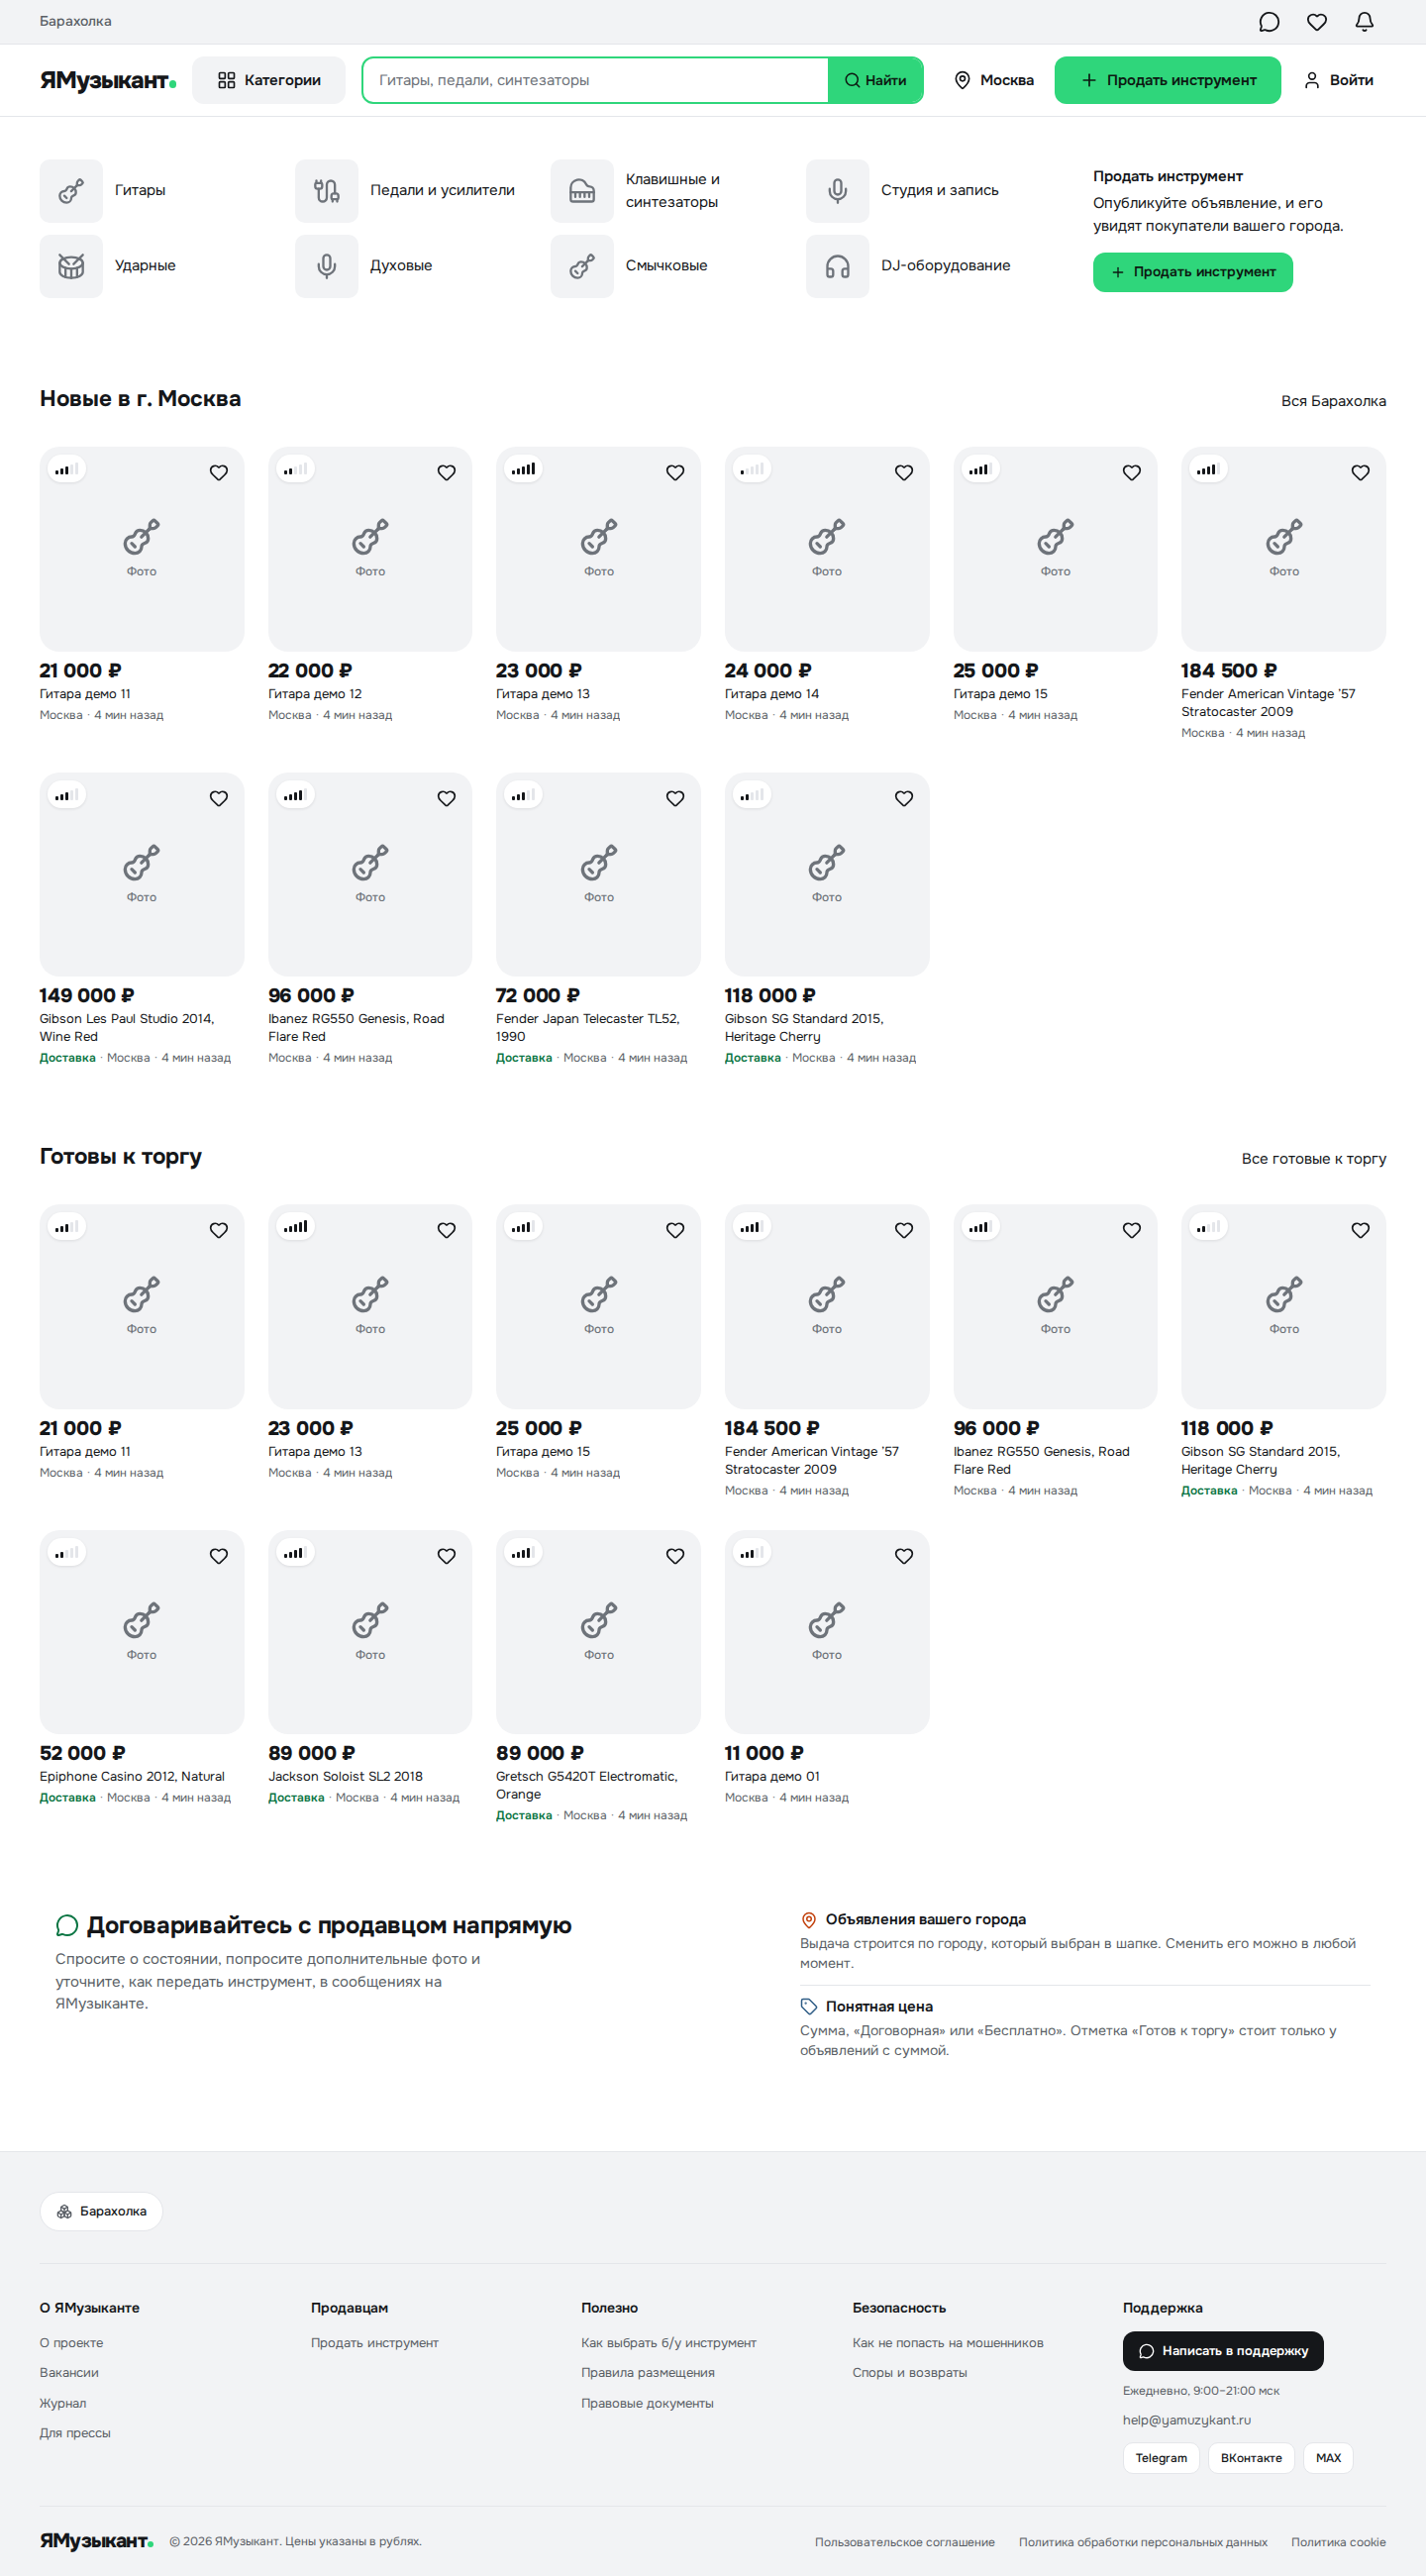 Барахолка
ЯМузыкант.
Категории
Гитары, педали, синтезаторы
Найти
Москва
Продать инструмент
Войти
Гитары
Педали и усилители
Клавишные и
синтезаторы
Студия и запись
Ударные
Духовые
Смычковые
DJ-оборудование
Продать инструмент
Опубликуйте объявление, и его
увидят покупатели вашего города.
Продать инструмент
Новые в г. Москва
Вся Барахолка
Фото
Фото
Фото
Фото
Фото
Фото
21 000 ₽
Гитара демо 11
Москва · 4 мин назад
22 000 ₽
Гитара демо 12
Москва · 4 мин назад
23 000 ₽
Гитара демо 13
Москва · 4 мин назад
24 000 ₽
Гитара демо 14
Москва · 4 мин назад
25 000 ₽
Гитара демо 15
Москва · 4 мин назад
184 500 ₽
Fender American Vintage ’57
Stratocaster 2009
Москва · 4 мин назад
Фото
Фото
Фото
Фото
149 000 ₽
Gibson Les Paul Studio 2014,
Wine Red
Доставка · Москва · 4 мин назад
96 000 ₽
Ibanez RG550 Genesis, Road
Flare Red
Москва · 4 мин назад
72 000 ₽
Fender Japan Telecaster TL52,
1990
Доставка · Москва · 4 мин назад
118 000 ₽
Gibson SG Standard 2015,
Heritage Cherry
Доставка · Москва · 4 мин назад
Готовы к торгу
Все готовые к торгу
Фото
Фото
Фото
Фото
Фото
Фото
21 000 ₽
Гитара демо 11
Москва · 4 мин назад
23 000 ₽
Гитара демо 13
Москва · 4 мин назад
25 000 ₽
Гитара демо 15
Москва · 4 мин назад
184 500 ₽
Fender American Vintage ’57
Stratocaster 2009
Москва · 4 мин назад
96 000 ₽
Ibanez RG550 Genesis, Road
Flare Red
Москва · 4 мин назад
118 000 ₽
Gibson SG Standard 2015,
Heritage Cherry
Доставка · Москва · 4 мин назад
Фото
Фото
Фото
Фото
52 000 ₽
Epiphone Casino 2012, Natural
Доставка · Москва · 4 мин назад
89 000 ₽
Jackson Soloist SL2 2018
Доставка · Москва · 4 мин назад
89 000 ₽
Gretsch G5420T Electromatic,
Orange
Доставка · Москва · 4 мин назад
11 000 ₽
Гитара демо 01
Москва · 4 мин назад
Договаривайтесь с продавцом напрямую
Спросите о состоянии, попросите дополнительные фото и
уточните, как передать инструмент, в сообщениях на
ЯМузыканте.
Объявления вашего города
Выдача строится по городу, который выбран в шапке. Сменить его можно в любой
момент.
Понятная цена
Сумма, «Договорная» или «Бесплатно». Отметка «Готов к торгу» стоит только у
объявлений с суммой.
Барахолка
О ЯМузыканте
О проекте
Вакансии
Журнал
Для прессы
Продавцам
Продать инструмент
Полезно
Как выбрать б/у инструмент
Правила размещения
Правовые документы
Безопасность
Как не попасть на мошенников
Споры и возвраты
Поддержка
Написать в поддержку
Ежедневно, 9:00–21:00 мск
help@yamuzykant.ru
Telegram
ВКонтакте
MAX
ЯМузыкант.
© 2026 ЯМузыкант. Цены указаны в рублях.
Пользовательское соглашение
Политика обработки персональных данных
Политика cookie